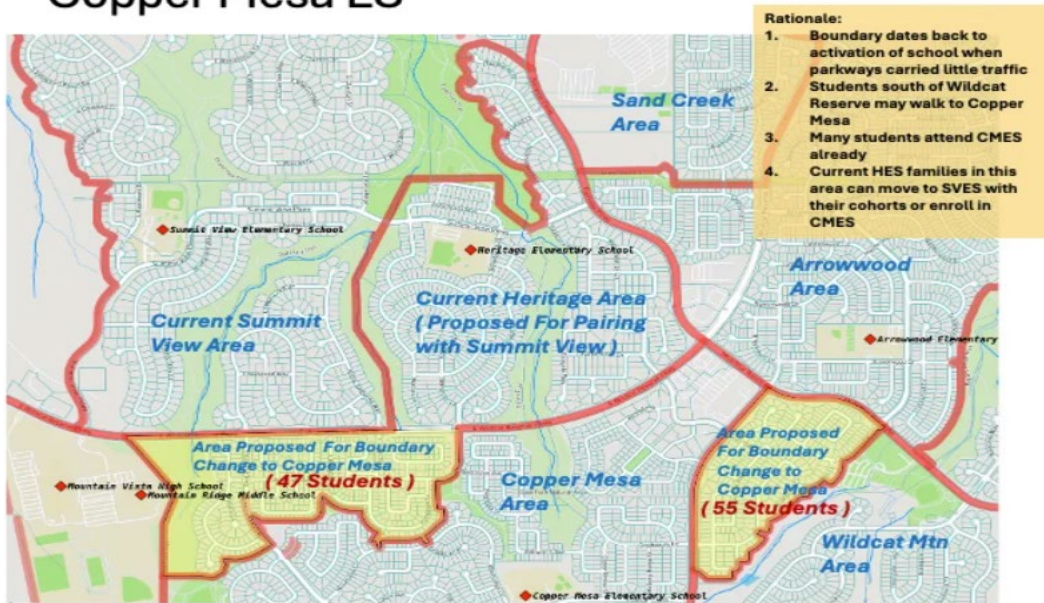 Copper Mesa ES
Rationale:
1. Boundary dates back to
activation of school when
parkways carried little traffic
2. Students south of Wildcat
Reserve may walk to Copper
Mesa
3. Many students attend CMES
already
4. Current HES families in this
area can move to SVES with
their cohorts or enroll in
CMES
Sand Creek
Area
Summit View Elementary School
Heritage Elementary School
Arrowwood
Area
Current Summit
View Area
Current Heritage Area
( Proposed For Pairing
with Summit View )
Arrowwood Elementary
Area Proposed For Boundary
Change to Copper Mesa
( 47 Students )
Area Proposed
For Boundary
Change to
Copper Mesa
( 55 Students )
Mountain Vista High School
Mountain Ridge Middle School
Copper Mesa
Area
Wildcat Mtn
Area
Copper Mesa Elementary School